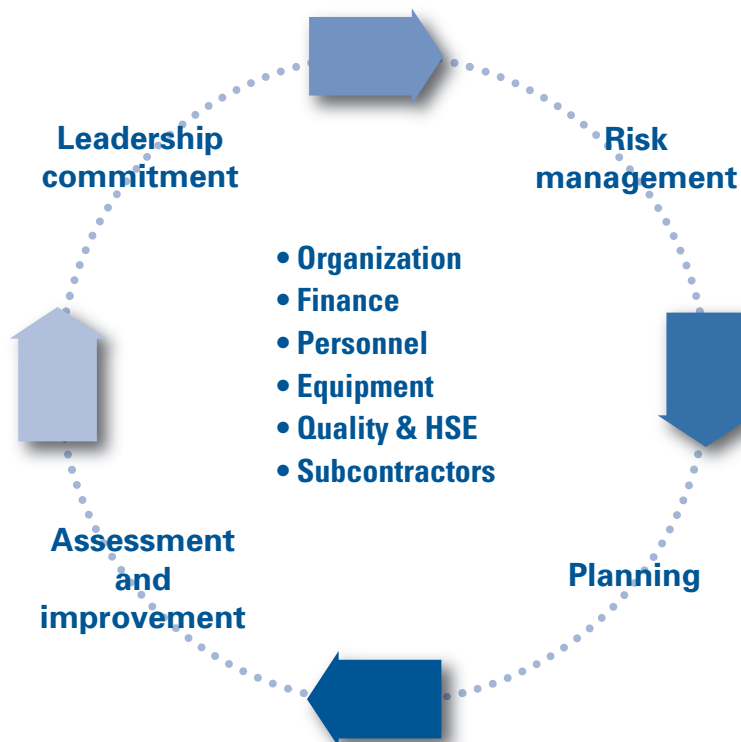 Leadership
commitment
Risk
management
• Organization
• Finance
• Personnel
• Equipment
• Quality & HSE
• Subcontractors
Assessment
and
improvement
Planning